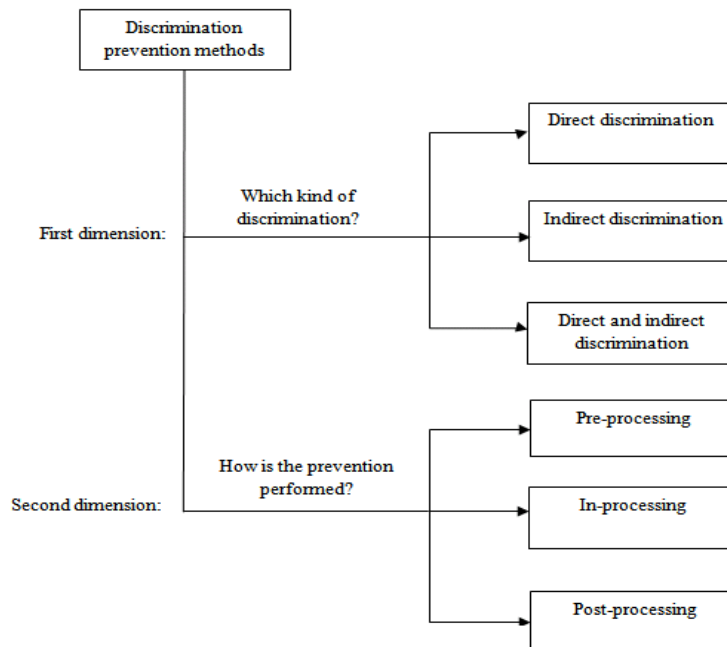 Discrimination
prevention methods
Direct discrimination
Which kind of
discrimination?
First dimension:
Indirect discrimination
Direct and indirect
discrimination
Pre-processing
How is the prevention
performed?
Second dimension:
In-processing
Post-processing